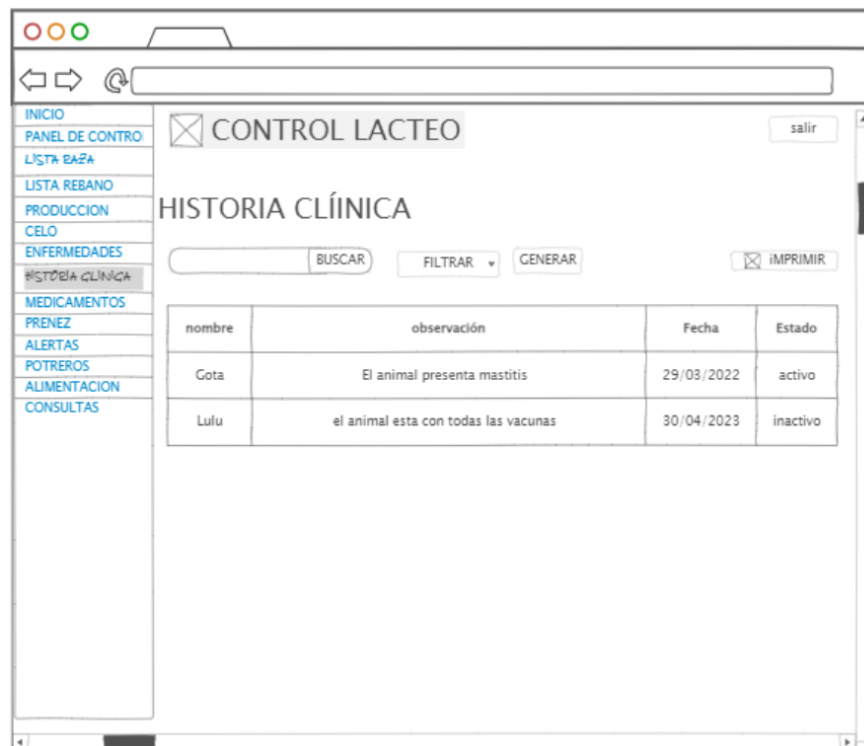 INICIO
PANEL DE CONTRO
LISTA RAZA
LISTA REBANO
PRODUCCION
CELO
ENFERMEDADES
HISTORIA CLINICA
MEDICAMENTOS
PRENEZ
ALERTAS
POTREROS
ALIMENTACION
CONSULTAS
CONTROL LACTEO
salir
HISTORIA CLÍINICA
BUSCAR FILTRAR GENERAR iMPRIMIR
nombre observación Fecha Estado
Gota El animal presenta mastitis 29/03/2022 activo
Lulu el animal esta con todas las vacunas 30/04/2023 inactivo